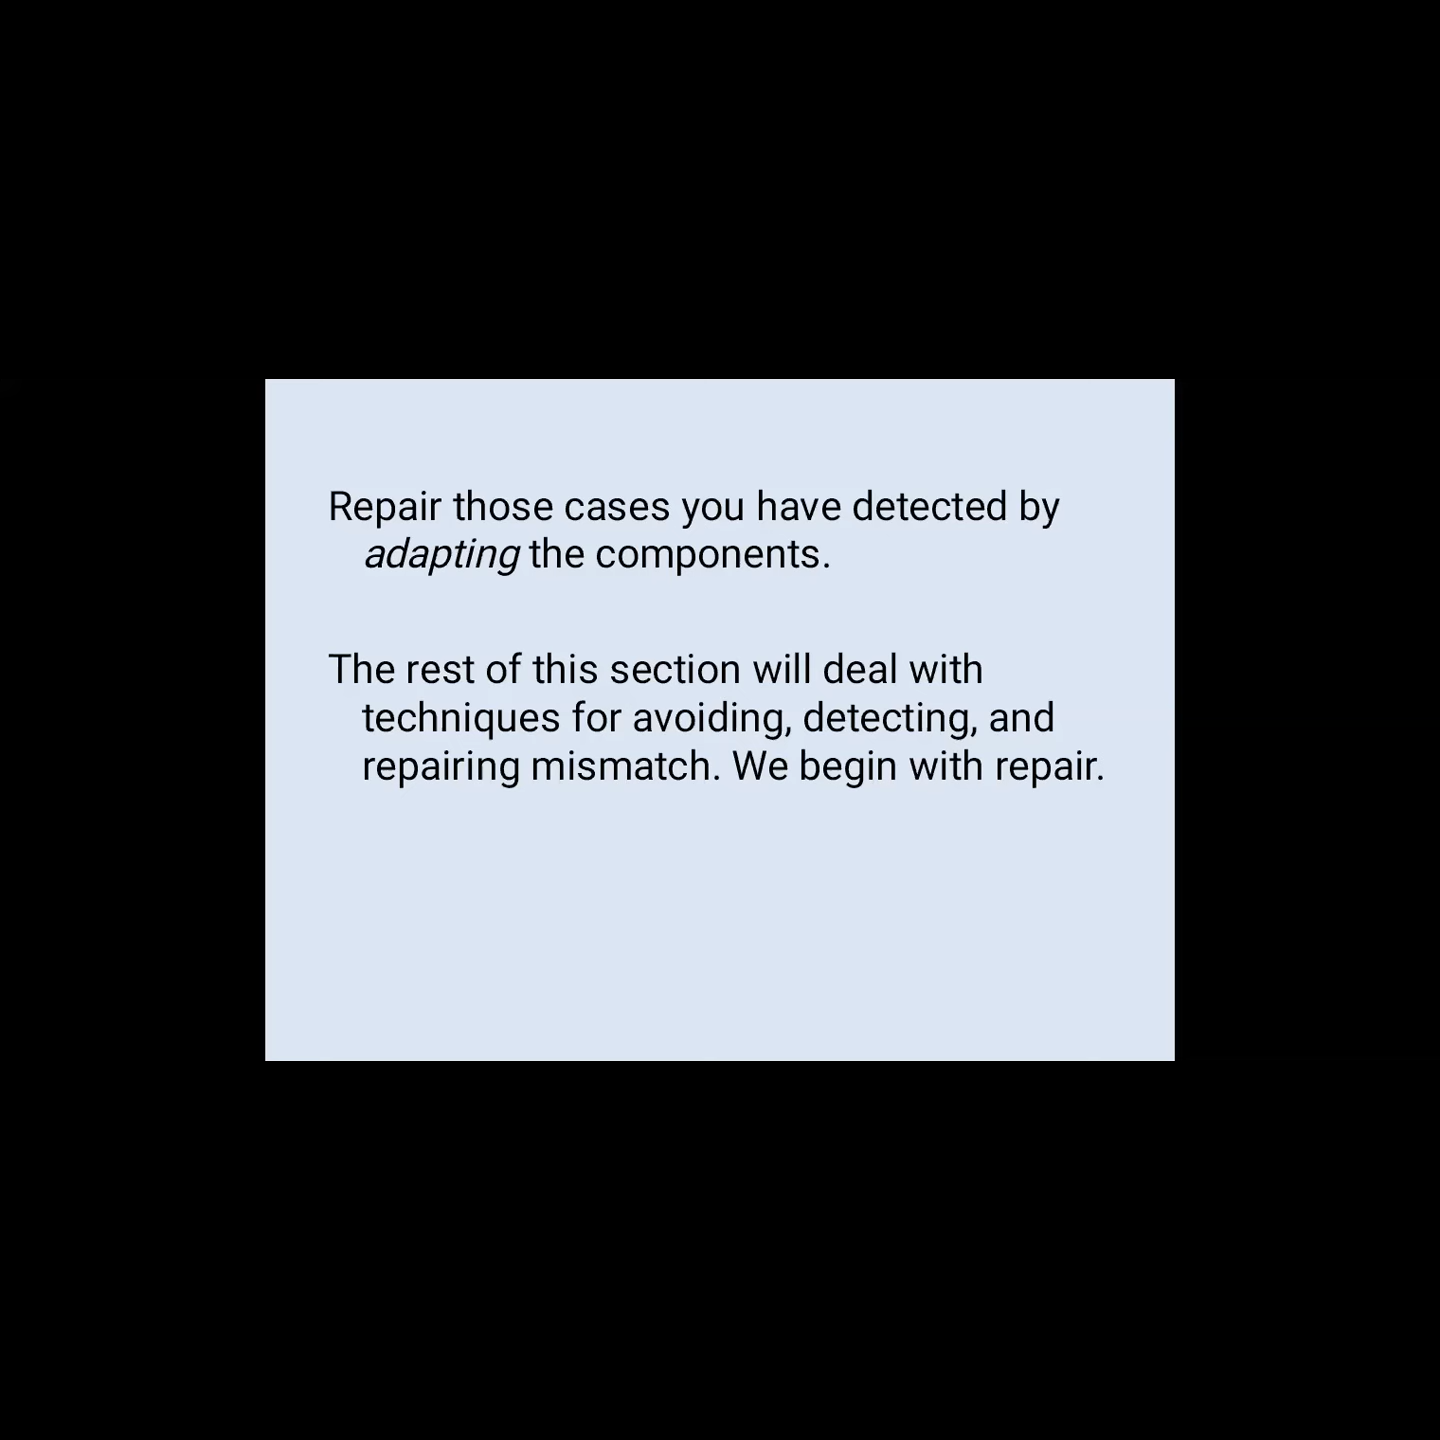 Repair those cases you have detected by
adapting the components.
The rest of this section will deal with
techniques for avoiding, detecting, and
repairing mismatch. We begin with repair.